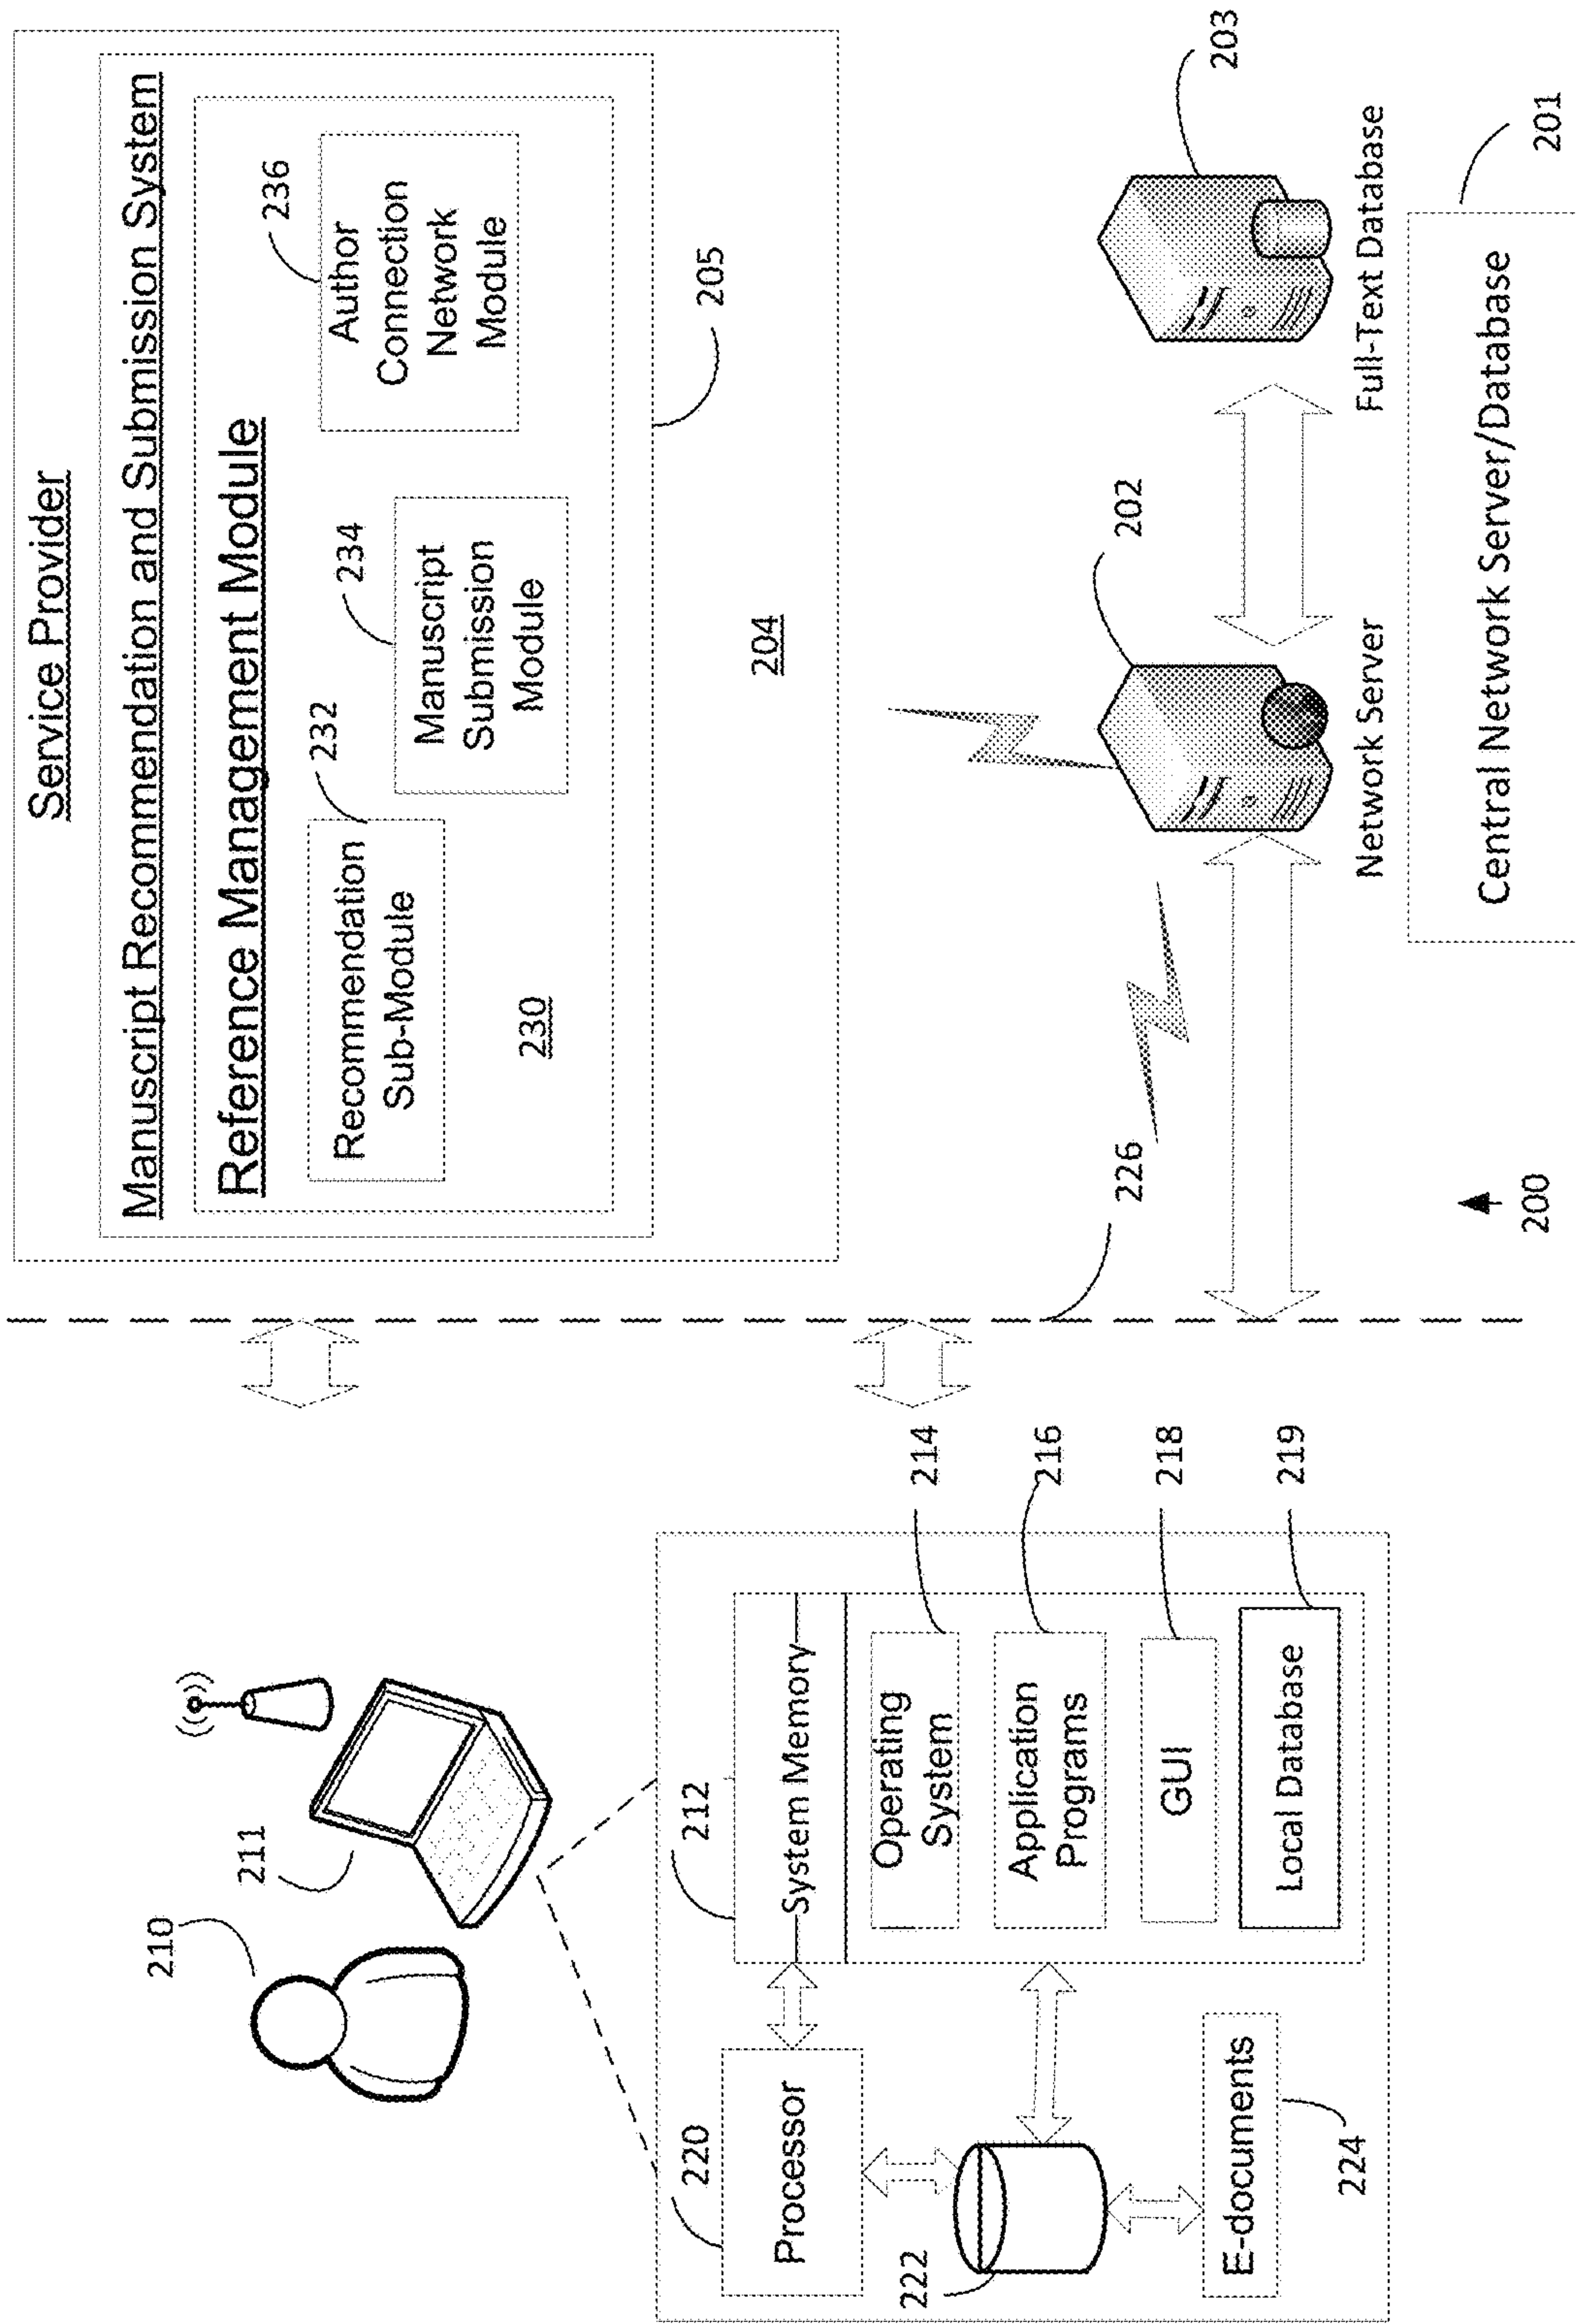 Service Provider
Manuscript Recommendation and Submission System
Reference Management Module
Recommendation
Sub-Module
232
Manuscript
Submission
Module
234
Author
Connection
Network
Module
236
230
205
204
210
211
212
System Memory
Operating
System
214
Application
Programs
216
GUI
218
Local Database
219
220
Processor
222
E-documents
224
226
202
Network Server
203
Full-Text Database
201
Central Network Server/Database
200